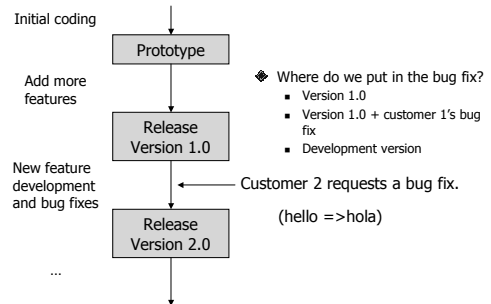 Initial coding
Prototype
Add more
features
Release
Version 1.0
New feature
development
and bug fixes
Release
Version 2.0
...
Where do we put in the bug fix?
Version 1.0
Version 1.0 + customer 1's bug
fix
Development version
Customer 2 requests a bug fix.
(hello =>hola)